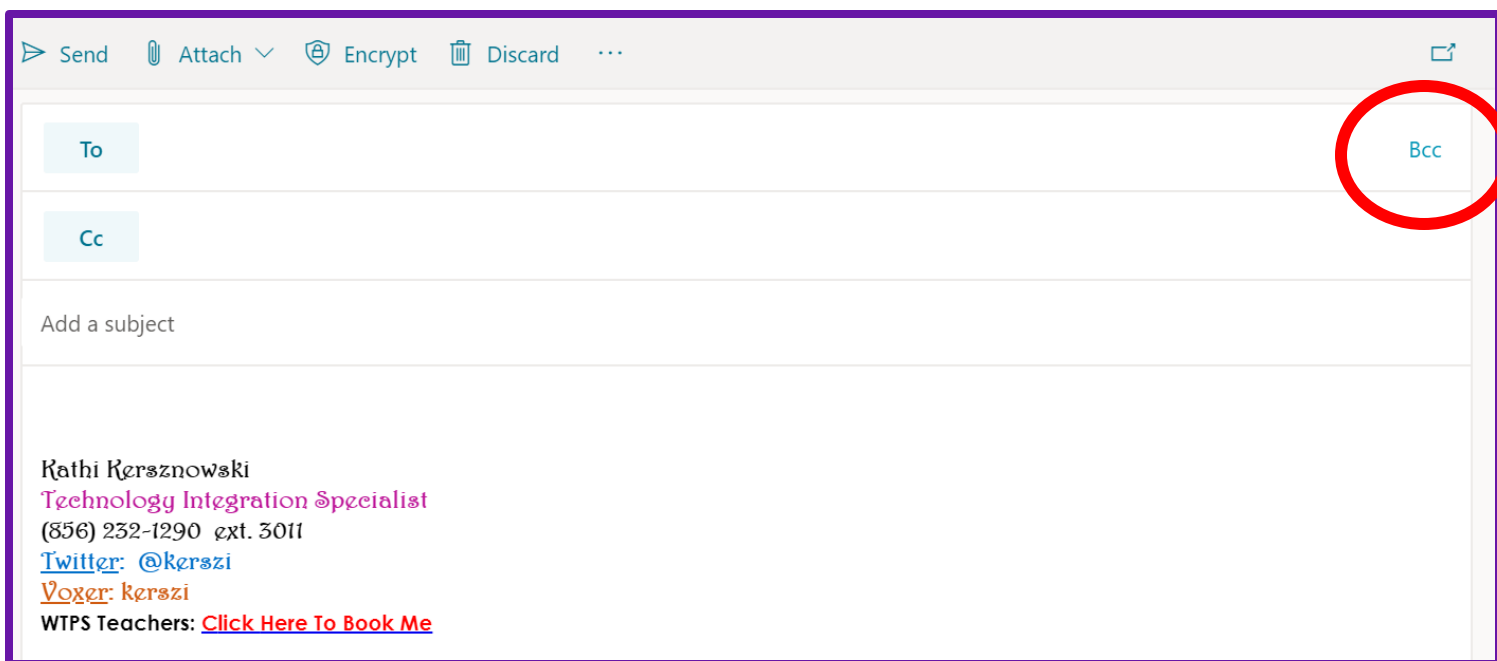 Send Attach Encrypt Discard ...
To Bcc
Cc
Add a subject
Kathi Kersznowski
Technology Integration Specialist
(856) 232-1290 ext. 3011
Twitter: @kerszi
Voxer: kerszi
WTPS Teachers: Click Here To Book Me